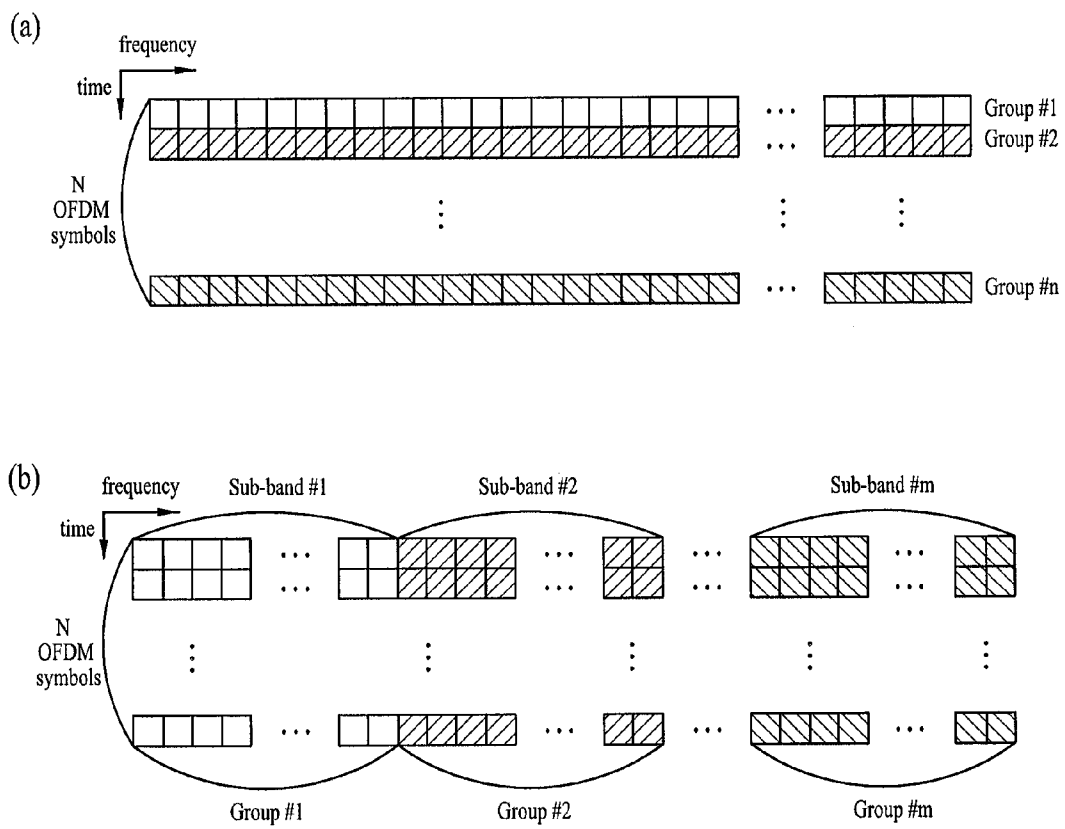 (a)
frequency
time
Group #1
Group #2
N
OFDM
symbols
Group #n
(b)
frequency
Sub-band #1
Sub-band #2
Sub-band #m
time
N
OFDM
symbols
Group #1
Group #2
Group #m